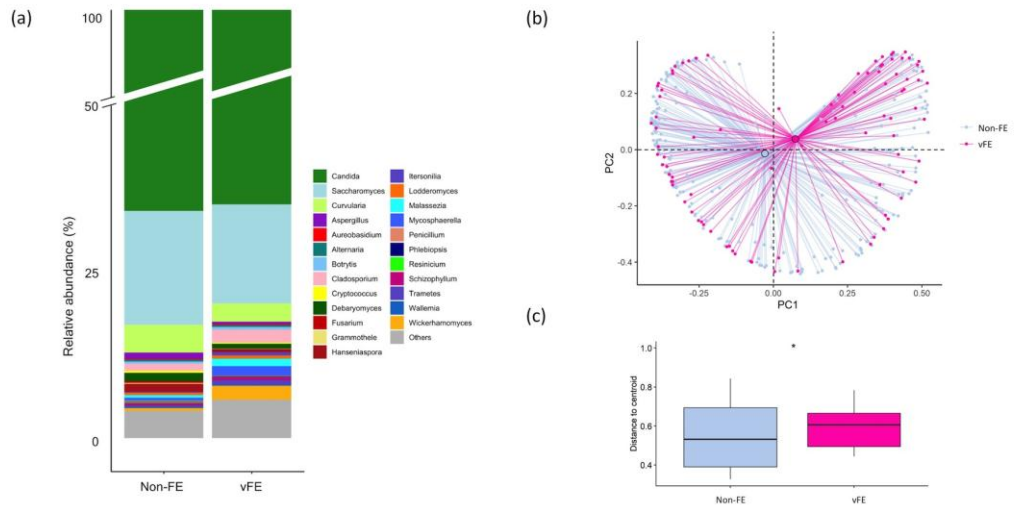 (a)
100
50
25
0
Relative abundance (%)
Non-FE
vFE
Candida
Saccharomyces
Curvularia
Aspergillus
Aureobasidium
Alternaria
Botrytis
Cladosporium
Cryptococcus
Debaryomyces
Fusarium
Grammothele
Hanseniaspora
Itersonilia
Lodderomyces
Malassezia
Mycosphaerella
Penicillium
Phlebiopsis
Resinicium
Schizophyllum
Trametes
Wallemia
Wickerhamomyces
Others
(b)
0.2
0.0
-0.2
-0.4
PC2
-0.25
0.00
0.25
0.50
PC1
Non-FE
vFE
(c)
*
1.0
0.8
0.6
0.4
Distance to centroid
Non-FE
vFE